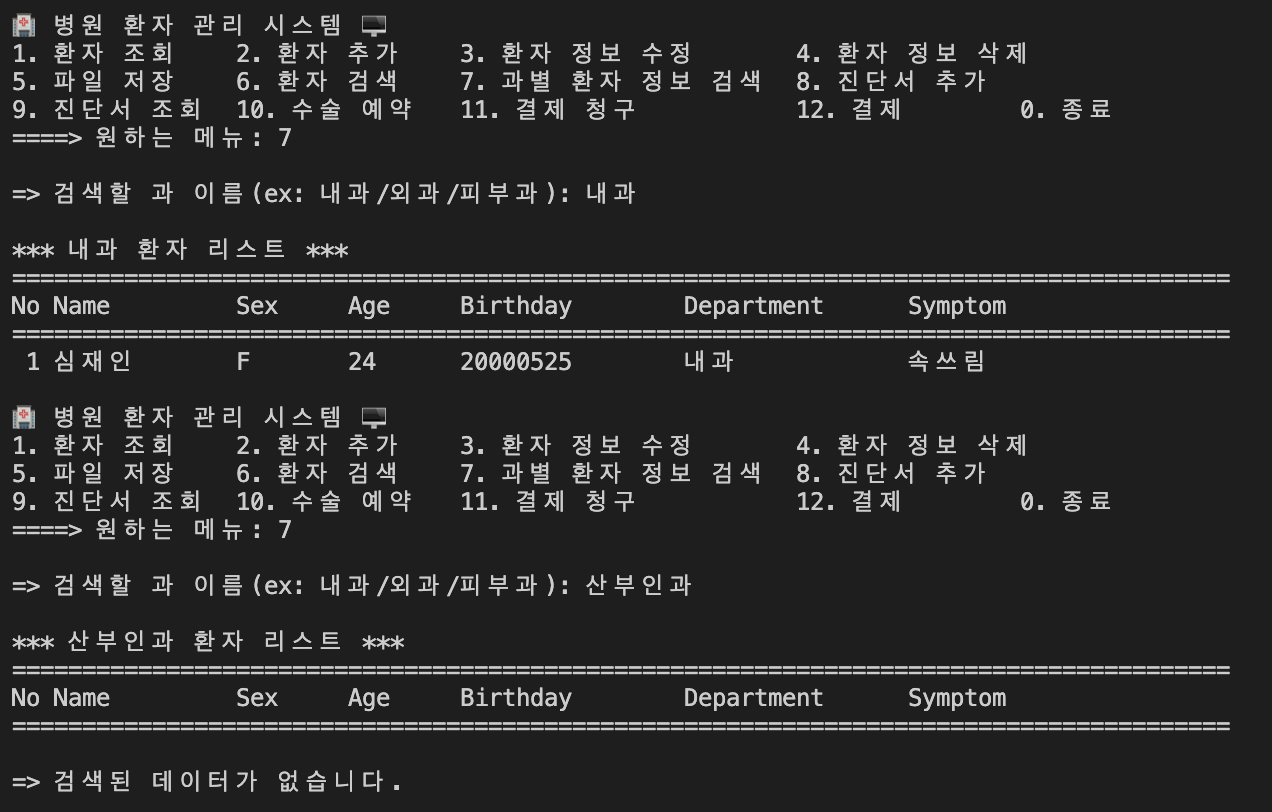 🏥 병원 환자 관리 시스템 🖥
1. 환자 조회 2. 환자 추가 3. 환자 정보 수정 4. 환자 정보 삭제
5. 파일 저장 6. 환자 검색 7. 과별 환자 정보 검색 8. 진단서 추가
9. 진단서 조회 10. 수술 예약 11. 결제 청구 12. 결제 0. 종료
====> 원하는 메뉴: 7
=> 검색할 과 이름(ex: 내과/외과/피부과): 내과
*** 내과 환자 리스트 ***
=======================================================================================
No Name Sex Age Birthday Department Symptom
=======================================================================================
1 심재인 F 24 20000525 내과 속쓰림
🏥 병원 환자 관리 시스템 🖥
1. 환자 조회 2. 환자 추가 3. 환자 정보 수정 4. 환자 정보 삭제
5. 파일 저장 6. 환자 검색 7. 과별 환자 정보 검색 8. 진단서 추가
9. 진단서 조회 10. 수술 예약 11. 결제 청구 12. 결제 0. 종료
====> 원하는 메뉴: 7
=> 검색할 과 이름(ex: 내과/외과/피부과): 산부인과
*** 산부인과 환자 리스트 ***
=======================================================================================
No Name Sex Age Birthday Department Symptom
=======================================================================================
=> 검색된 데이터가 없습니다.